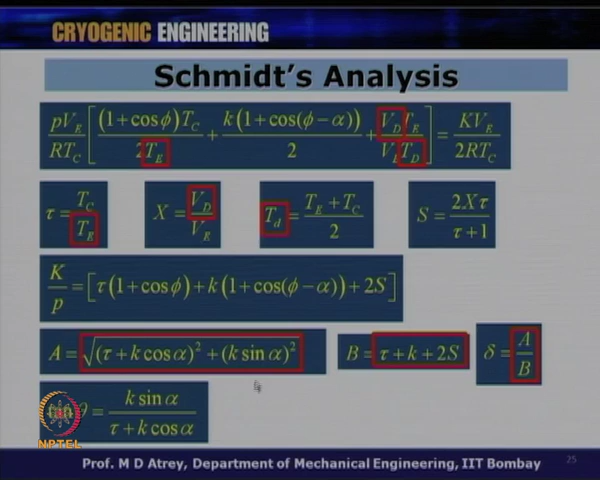 CRYOGENIC ENGINEERING
Schmidt's Analysis
pV_E/RT_C [ (1+cosϕ)T_C/2T_E + k(1+cos(ϕ−α))/2 + V_D T_E/V_E T_D ] = KV_E/2RT_C
τ = T_C/T_E X = V_D/V_E T_d = (T_E+T_C)/2 S = 2Xτ/(τ+1)
K/p = [τ(1+cosϕ)+k(1+cos(ϕ−α))+2S]
A = √((τ+k cosα)²+(k sinα)²) B = τ+k+2S δ = A/B
θ = k sinα/(τ+k cosα)
NPTEL
Prof. M D Atrey, Department of Mechanical Engineering, IIT Bombay 25